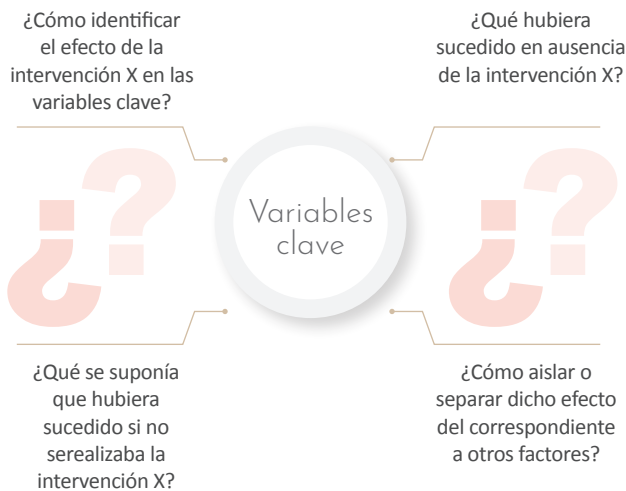 ¿Cómo identificar
el efecto de la
intervención X en las
variables clave?
¿Qué hubiera
sucedido en ausencia
de la intervención X?
¿?
Variables
clave
¿?
¿Qué se suponía
que hubiera
sucedido si no
serealizaba la
intervención X?
¿Cómo aislar o
separar dicho efecto
del correspondiente
a otros factores?